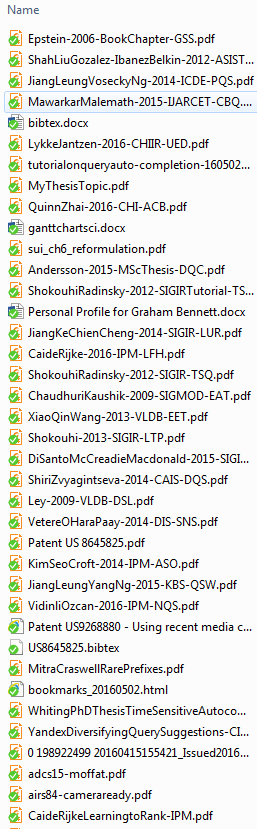 Name
Epstein-2006-BookChapter-GSS.pdf
ShahLiuGozalez-IbanezBelkin-2012-ASIST...
JiangLeungVoseckyNg-2014-ICDE-PQS.pdf
MawarkarMalemath-2015-IJARCET-CBQ....
bibtex.docx
LykkeJantzen-2016-CHIIR-UED.pdf
tutorialonqueryauto-completion-160502...
MyThesisTopic.pdf
QuinnZhai-2016-CHI-ACB.pdf
ganttchartsci.docx
sui_ch6_reformulation.pdf
Andersson-2015-MScThesis-DQC.pdf
ShokouhiRadinsky-2012-SIGIRTutorial-TS...
Personal Profile for Graham Bennett.docx
JiangKeChienCheng-2014-SIGIR-LUR.pdf
CaideRijke-2016-IPM-LFH.pdf
ShokouhiRadinsky-2012-SIGIR-TSQ.pdf
ChaudhuriKaushik-2009-SIGMOD-EAT.pdf
XiaoQinWang-2013-VLDB-EET.pdf
Shokouhi-2013-SIGIR-LTP.pdf
DiSantoMcCreadieMacdonald-2015-SIGI...
ShiriZvyagintseva-2014-CAIS-DQS.pdf
Ley-2009-VLDB-DSL.pdf
VetereOHaraPaay-2014-DIS-SNS.pdf
Patent US 8645825.pdf
KimSeoCroft-2014-IPM-ASO.pdf
JiangLeungYangNg-2015-KBS-QSW.pdf
VidinliOzcan-2016-IPM-NQS.pdf
Patent US9268880 - Using recent media c...
US8645825.bibtex
MitraCraswellRarePrefixes.pdf
bookmarks_20160502.html
WhitingPhDThesisTimeSensitiveAutoco...
YandexDiversifyingQuerySuggestions-CI...
0 198922499 20160415155421_Issued2016...
adcs15-moffat.pdf
airs84-cameraready.pdf
CaideRijkeLearningtoRank-IPM.pdf